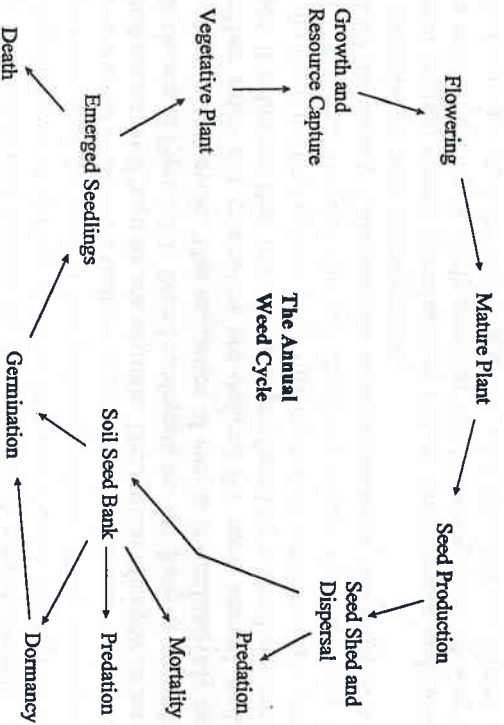 The Annual
Weed Cycle
Flowering
Mature Plant
Seed Production
Seed Shed and
Dispersal
Predation
Soil Seed Bank
Mortality
Predation
Dormancy
Germination
Emerged Seedlings
Death
Vegetative Plant
Growth and
Resource Capture